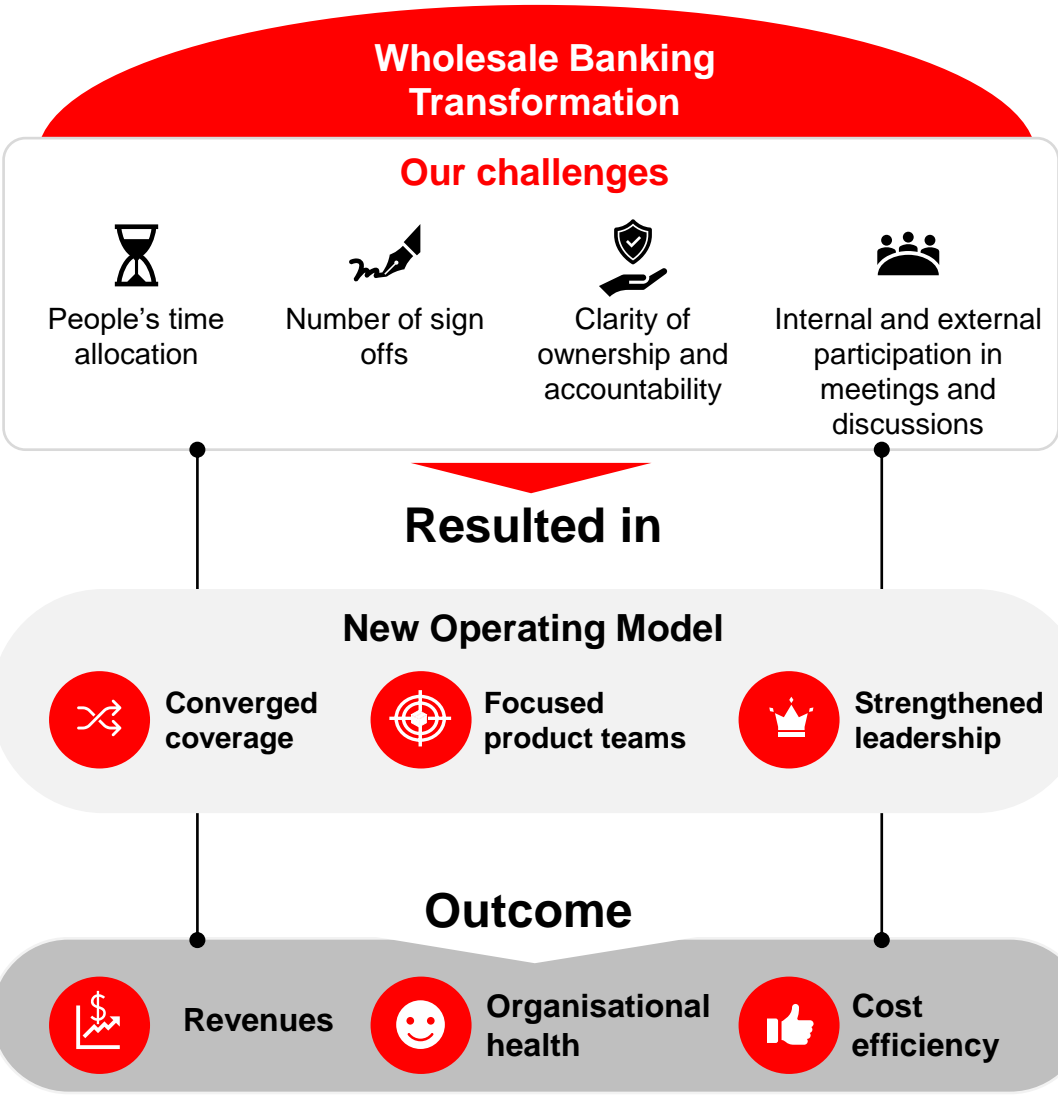 Wholesale Banking
Transformation
Our challenges
People’s time
allocation
Number of sign
offs
Clarity of
ownership and
accountability
Internal and external
participation in
meetings and
discussions
Resulted in
New Operating Model
Converged
coverage
Focused
product teams
Strengthened
leadership
Outcome
$
Revenues
Organisational
health
Cost
efficiency